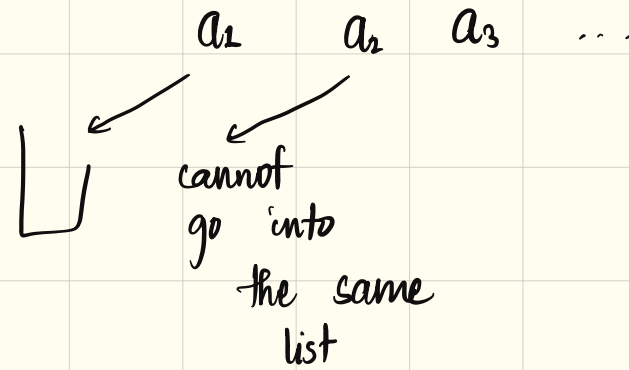 a₁ a₂ a₃ ...
cannot
go into
the same
list